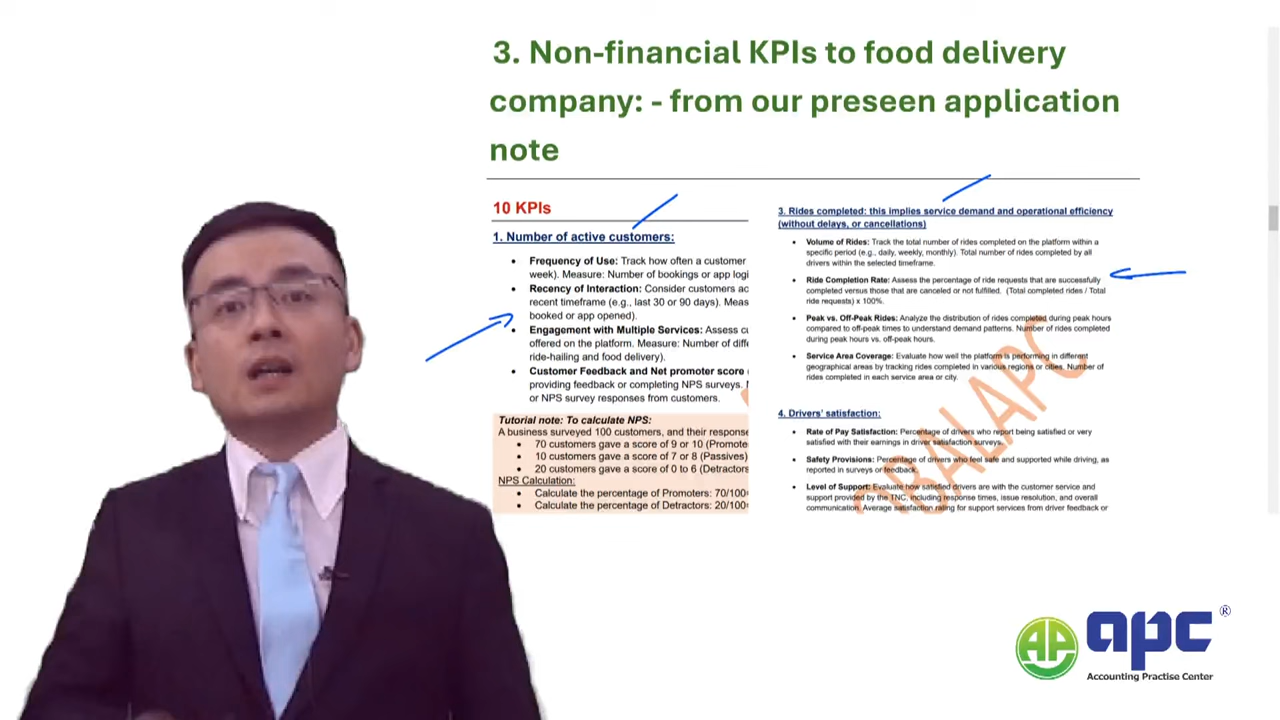 3. Non-financial KPIs to food delivery
company: - from our preseen application
note
10 KPIs
1. Number of active customers:
• Frequency of Use: Track how often a customer
week). Measure: Number of bookings or app logi
• Recency of Interaction: Consider customers ac
recent timeframe (e.g., last 30 or 90 days). Meas
booked or app opened).
• Engagement with Multiple Services: Assess cu
offered on the platform. Measure: Number of diffe
ride-hailing and food delivery).
• Customer Feedback and Net promoter score
providing feedback or completing NPS surveys.
or NPS survey responses from customers.
Tutorial note: To calculate NPS:
A business surveyed 100 customers, and their response
• 70 customers gave a score of 9 or 10 (Promote
• 10 customers gave a score of 7 or 8 (Passives)
• 20 customers gave a score of 0 to 6 (Detractors
NPS Calculation:
• Calculate the percentage of Promoters: 70/100
• Calculate the percentage of Detractors: 20/100
3. Rides completed: this implies service demand and operational efficiency
(without delays, or cancellations)
• Volume of Rides: Track the total number of rides completed on the platform within a
specific period (e.g., daily, weekly, monthly). Total number of rides completed by all
drivers within the selected timeframe.
• Ride Completion Rate: Assess the percentage of ride requests that are successfully
completed versus those that are canceled or not fulfilled. (Total completed rides / Total
ride requests) x 100%.
• Peak vs. Off-Peak Rides: Analyze the distribution of rides completed during peak hours
compared to off-peak times to understand demand patterns. Number of rides completed
during peak hours vs. off-peak hours.
• Service Area Coverage: Evaluate how well the platform is performing in different
geographical areas by tracking rides completed in various regions or cities. Number of
rides completed in each service area or city.
4. Drivers' satisfaction:
• Rate of Pay Satisfaction: Percentage of drivers who report being satisfied or very
satisfied with their earnings in driver satisfaction surveys.
• Safety Provisions: Percentage of drivers who feel safe and supported while driving, as
reported in surveys or feedback.
• Level of Support: Evaluate how satisfied drivers are with the customer service and
support provided by the TNC, including response times, issue resolution, and overall
communication. Average satisfaction rating for support services from driver feedback or
OBALAPC
AP apc®
Accounting Practise Center